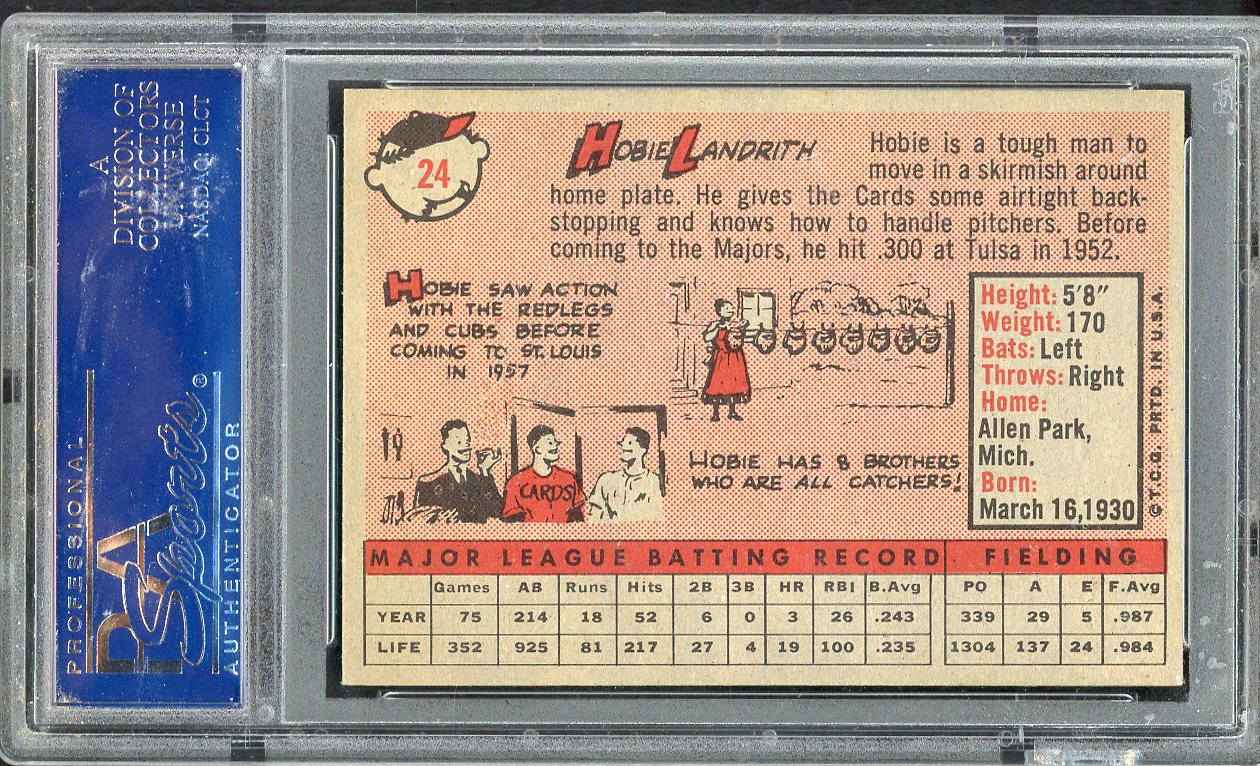 A
DIVISION OF
COLLECTORS
UNIVERSE
NASDAQ: CLCT
PROFESSIONAL
PSA
Sports®
AUTHENTICATOR
24
HOBIE LANDRITH
Hobie is a tough man to
move in a skirmish around
home plate. He gives the Cards some airtight back-
stopping and knows how to handle pitchers. Before
coming to the Majors, he hit .300 at Tulsa in 1952.
HOBIE SAW ACTION
WITH THE REDLEGS
AND CUBS BEFORE
COMING TO ST. LOUIS
IN 1957
CARDS
HOBIE HAS 8 BROTHERS
WHO ARE ALL CATCHERS!
Height: 5'8"
Weight: 170
Bats: Left
Throws: Right
Home:
Allen Park,
Mich.
Born:
March 16, 1930
© T.C.G. PRTD. IN U.S.A.
MAJOR LEAGUE BATTING RECORD FIELDING
Games AB Runs Hits 2B 3B HR RBI B.Avg PO A E F.Avg
YEAR 75 214 18 52 6 0 3 26 .243 339 29 5 .987
LIFE 352 925 81 217 27 4 19 100 .235 1304 137 24 .984